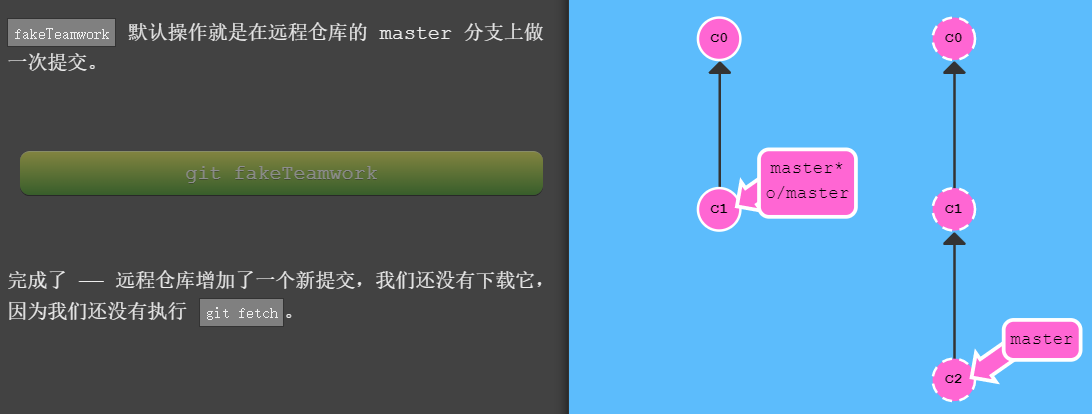 fakeTeamwork 默认操作就是在远程仓库的 master 分支上做
一次提交。
git fakeTeamwork
完成了 —— 远程仓库增加了一个新提交，我们还没有下载它，
因为我们还没有执行 git fetch。
C0
C1
master*
o/master
C0
C1
C2
master